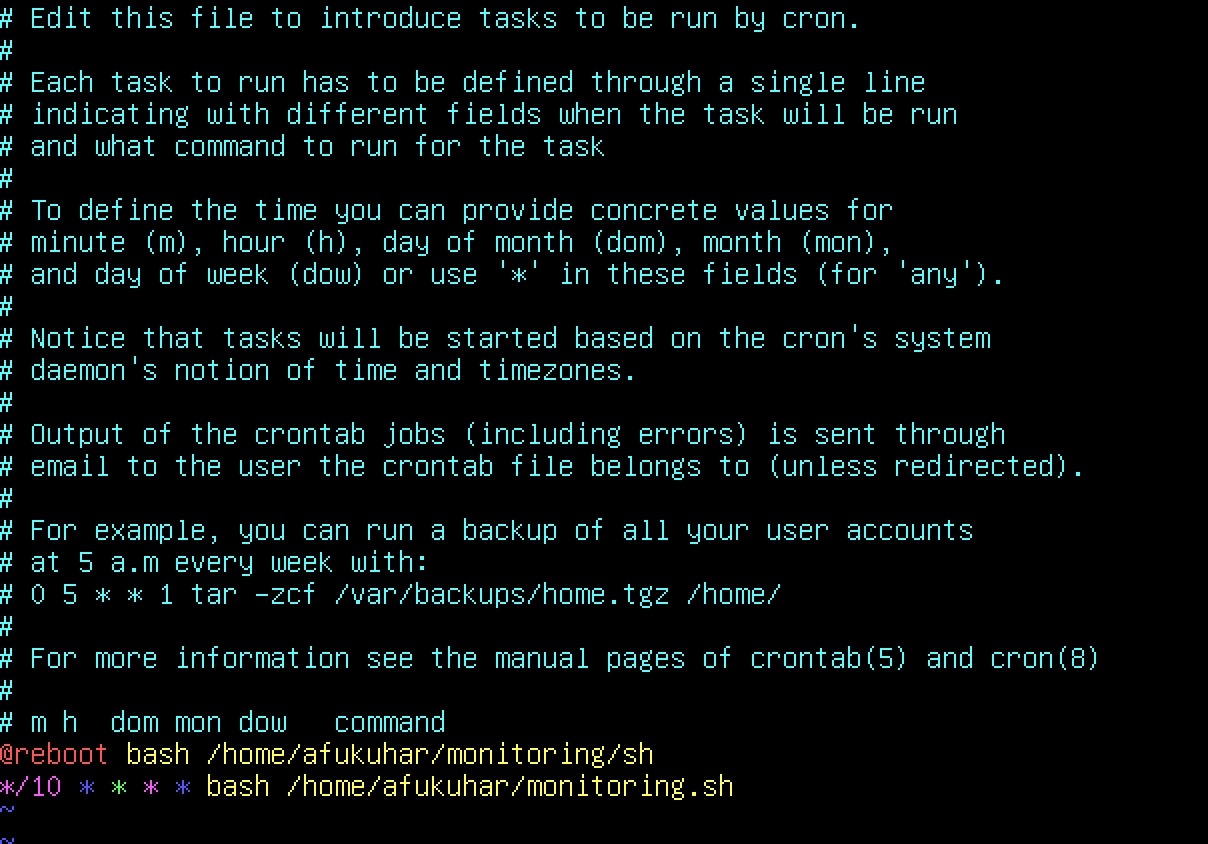 # Edit this file to introduce tasks to be run by cron.
#
# Each task to run has to be defined through a single line
# indicating with different fields when the task will be run
# and what command to run for the task
#
# To define the time you can provide concrete values for
# minute (m), hour (h), day of month (dom), month (mon),
# and day of week (dow) or use '*' in these fields (for 'any').
#
# Notice that tasks will be started based on the cron's system
# daemon's notion of time and timezones.
#
# Output of the crontab jobs (including errors) is sent through
# email to the user the crontab file belongs to (unless redirected).
#
# For example, you can run a backup of all your user accounts
# at 5 a.m every week with:
# 0 5 * * 1 tar -zcf /var/backups/home.tgz /home/
#
# For more information see the manual pages of crontab(5) and cron(8)
#
# m h  dom mon dow   command
@reboot bash /home/afukuhar/monitoring/sh
*/10 * * * * bash /home/afukuhar/monitoring.sh
~
~